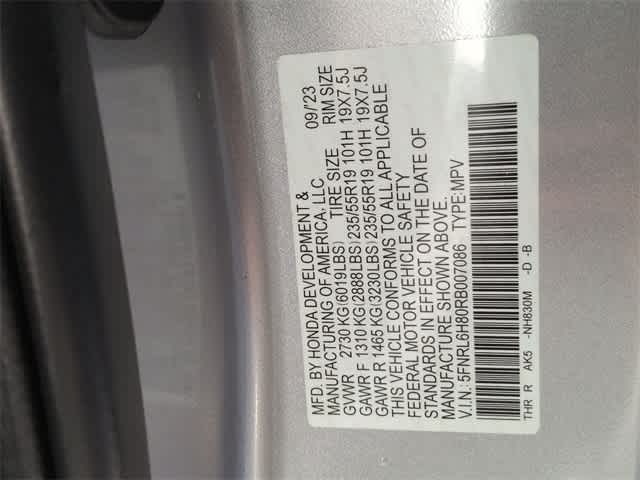 MFD. BY HONDA DEVELOPMENT & 09/'23
MANUFACTURING OF AMERICA, LLC
TIRE SIZE RIM SIZE
GVWR 2730 KG(6019LBS)
GAWR F 1310 KG(2888LBS)235/55R19 101H 19X7.5J
GAWR R 1465 KG(3230LBS)235/55R19 101H 19X7.5J
THIS VEHICLE CONFORMS TO ALL APPLICABLE
FEDERAL MOTOR VEHICLE SAFETY
STANDARDS IN EFFECT ON THE DATE OF
MANUFACTURE SHOWN ABOVE.
V.I.N.: 5FNRL6H80RB007086 TYPE:MPV
THR R AK5 -NH830M -D -B